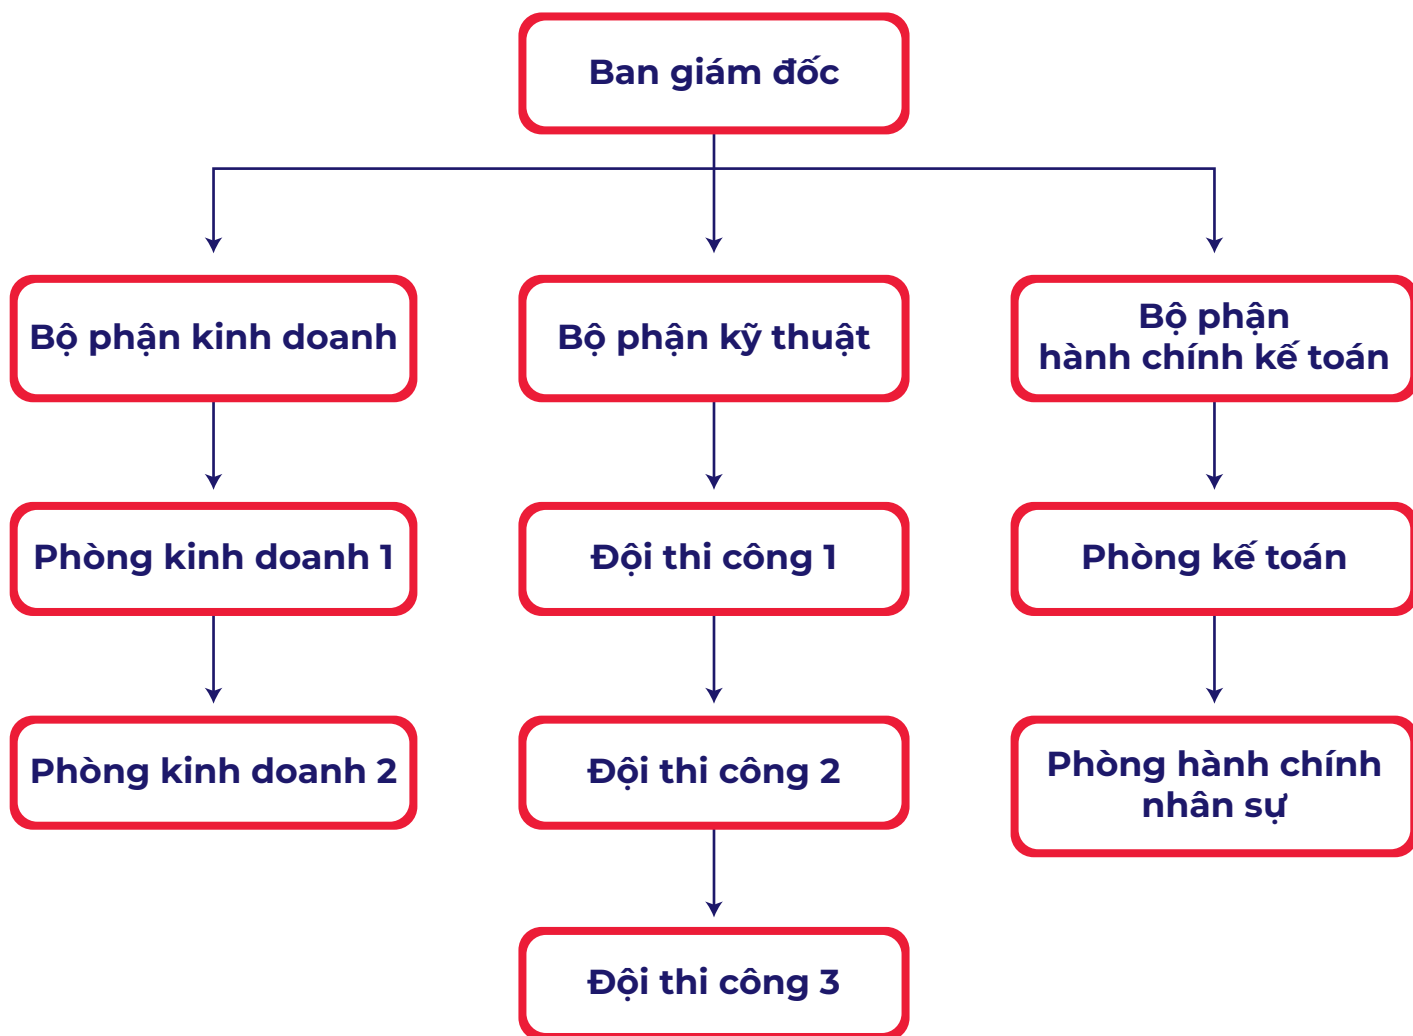 Ban giám đốc
Bộ phận kinh doanh
Bộ phận kỹ thuật
Bộ phận
hành chính kế toán
Phòng kinh doanh 1
Đội thi công 1
Phòng kế toán
Phòng kinh doanh 2
Đội thi công 2
Phòng hành chính
nhân sự
Đội thi công 3